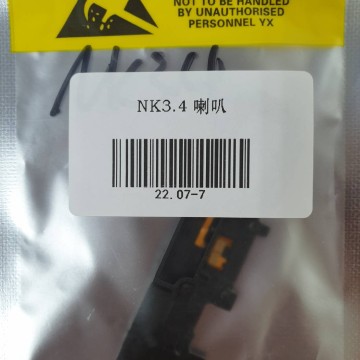 NOT TO BE HANDLED
BY UNAUTHORISED
PERSONNEL YX
NK3.4 喇叭
22.07-7